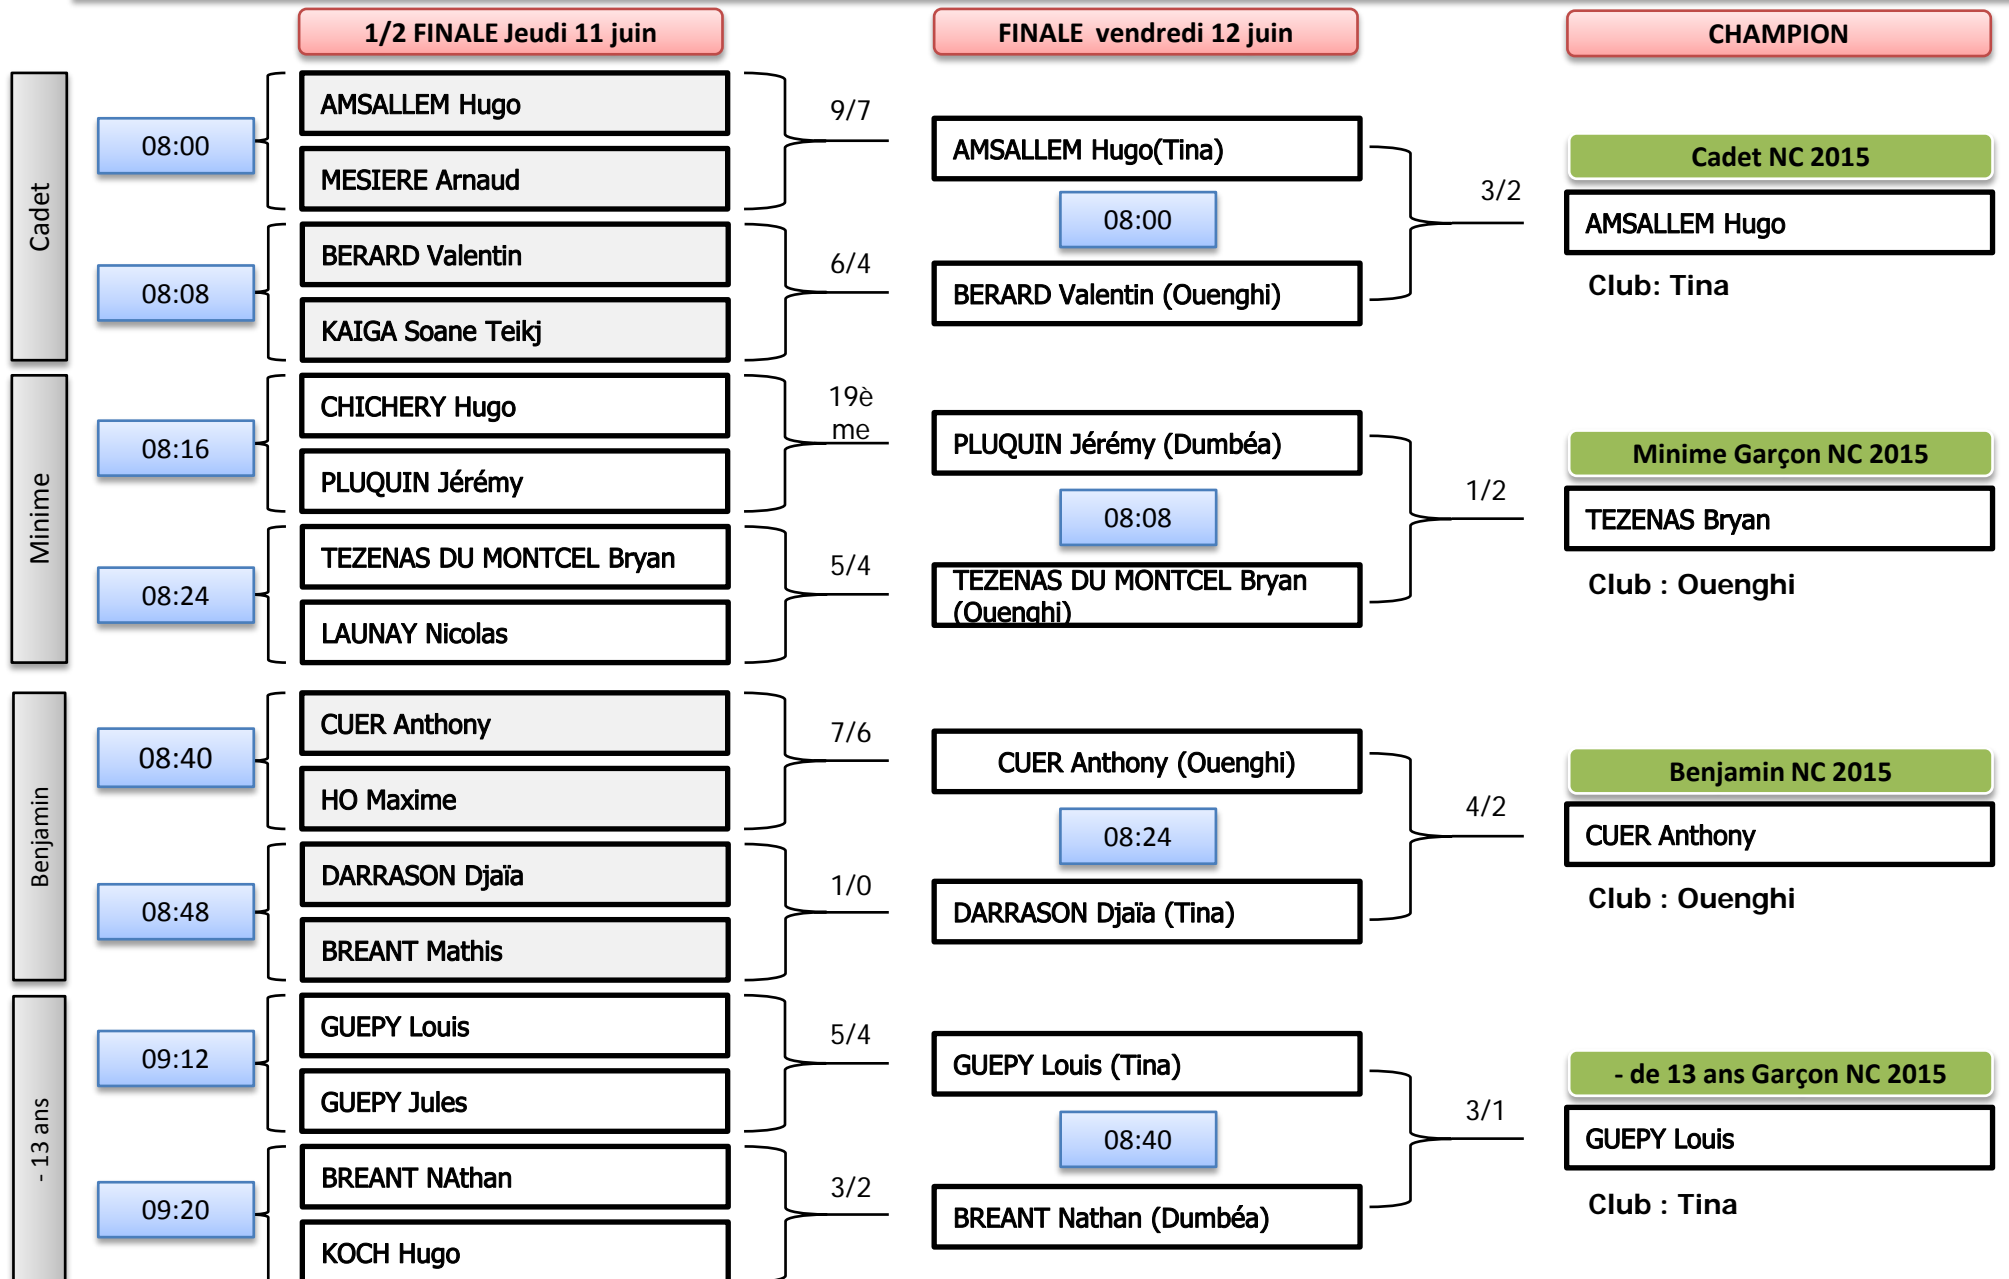 1/2 FINALE Jeudi 11 juin
FINALE vendredi 12 juin
CHAMPION
Cadet
08:00
AMSALLEM Hugo
MESIERE Arnaud
9/7
08:08
BERARD Valentin
KAIGA Soane Teikj
6/4
AMSALLEM Hugo(Tina)
08:00
BERARD Valentin (Ouenghi)
3/2
Cadet NC 2015
AMSALLEM Hugo
Club: Tina
Minime
08:16
CHICHERY Hugo
PLUQUIN Jérémy
19è
me
08:24
TEZENAS DU MONTCEL Bryan
LAUNAY Nicolas
5/4
PLUQUIN Jérémy (Dumbéa)
08:08
TEZENAS DU MONTCEL Bryan
(Ouenghi)
1/2
Minime Garçon NC 2015
TEZENAS Bryan
Club : Ouenghi
Benjamin
08:40
CUER Anthony
HO Maxime
7/6
08:48
DARRASON Djaïa
BREANT Mathis
1/0
CUER Anthony (Ouenghi)
08:24
DARRASON Djaïa (Tina)
4/2
Benjamin NC 2015
CUER Anthony
Club : Ouenghi
- 13 ans
09:12
GUEPY Louis
GUEPY Jules
5/4
09:20
BREANT NAthan
KOCH Hugo
3/2
GUEPY Louis (Tina)
08:40
BREANT Nathan (Dumbéa)
3/1
- de 13 ans Garçon NC 2015
GUEPY Louis
Club : Tina